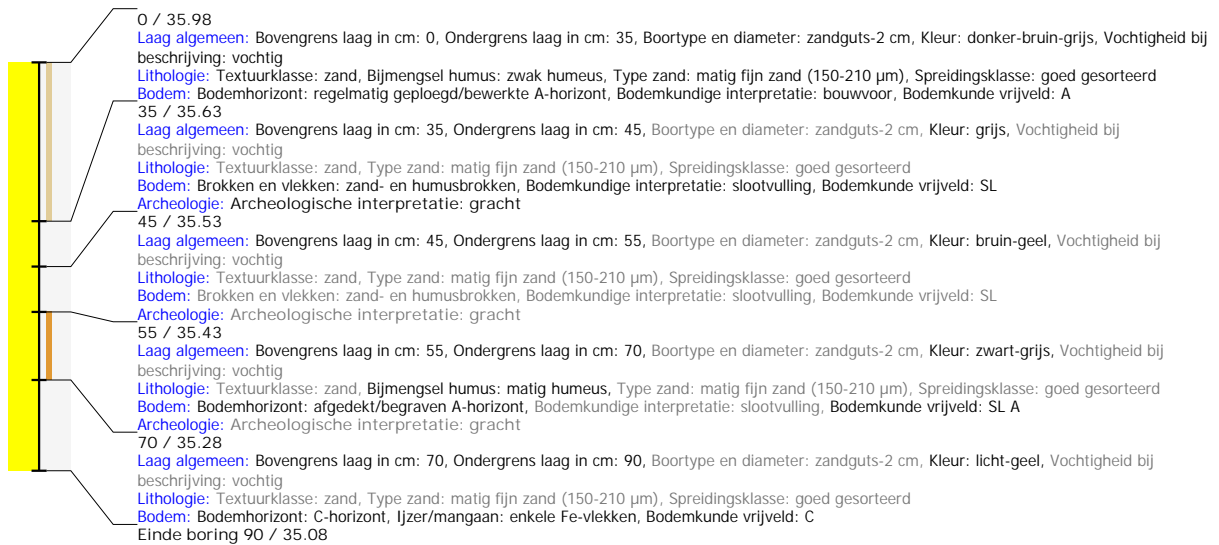 0 / 35.98
Laag algemeen: Bovengrens laag in cm: 0, Ondergrens laag in cm: 35, Boortype en diameter: zandguts-2 cm, Kleur: donker-bruin-grijs, Vochtigheid bij
beschrijving: vochtig
Lithologie: Textuurklasse: zand, Bijmengsel humus: zwak humeus, Type zand: matig fijn zand (150-210 µm), Spreidingsklasse: goed gesorteerd
Bodem: Bodemhorizont: regelmatig geploegd/bewerkte A-horizont, Bodemkundige interpretatie: bouwvoor, Bodemkunde vrijveld: A
35 / 35.63
Laag algemeen: Bovengrens laag in cm: 35, Ondergrens laag in cm: 45, Boortype en diameter: zandguts-2 cm, Kleur: grijs, Vochtigheid bij
beschrijving: vochtig
Lithologie: Textuurklasse: zand, Type zand: matig fijn zand (150-210 µm), Spreidingsklasse: goed gesorteerd
Bodem: Brokken en vlekken: zand- en humusbrokken, Bodemkundige interpretatie: slootvulling, Bodemkunde vrijveld: SL
Archeologie: Archeologische interpretatie: gracht
45 / 35.53
Laag algemeen: Bovengrens laag in cm: 45, Ondergrens laag in cm: 55, Boortype en diameter: zandguts-2 cm, Kleur: bruin-geel, Vochtigheid bij
beschrijving: vochtig
Lithologie: Textuurklasse: zand, Type zand: matig fijn zand (150-210 µm), Spreidingsklasse: goed gesorteerd
Bodem: Brokken en vlekken: zand- en humusbrokken, Bodemkundige interpretatie: slootvulling, Bodemkunde vrijveld: SL
Archeologie: Archeologische interpretatie: gracht
55 / 35.43
Laag algemeen: Bovengrens laag in cm: 55, Ondergrens laag in cm: 70, Boortype en diameter: zandguts-2 cm, Kleur: zwart-grijs, Vochtigheid bij
beschrijving: vochtig
Lithologie: Textuurklasse: zand, Bijmengsel humus: matig humeus, Type zand: matig fijn zand (150-210 µm), Spreidingsklasse: goed gesorteerd
Bodem: Bodemhorizont: afgedekt/begraven A-horizont, Bodemkundige interpretatie: slootvulling, Bodemkunde vrijveld: SL A
Archeologie: Archeologische interpretatie: gracht
70 / 35.28
Laag algemeen: Bovengrens laag in cm: 70, Ondergrens laag in cm: 90, Boortype en diameter: zandguts-2 cm, Kleur: licht-geel, Vochtigheid bij
beschrijving: vochtig
Lithologie: Textuurklasse: zand, Type zand: matig fijn zand (150-210 µm), Spreidingsklasse: goed gesorteerd
Bodem: Bodemhorizont: C-horizont, Ijzer/mangaan: enkele Fe-vlekken, Bodemkunde vrijveld: C
Einde boring 90 / 35.08